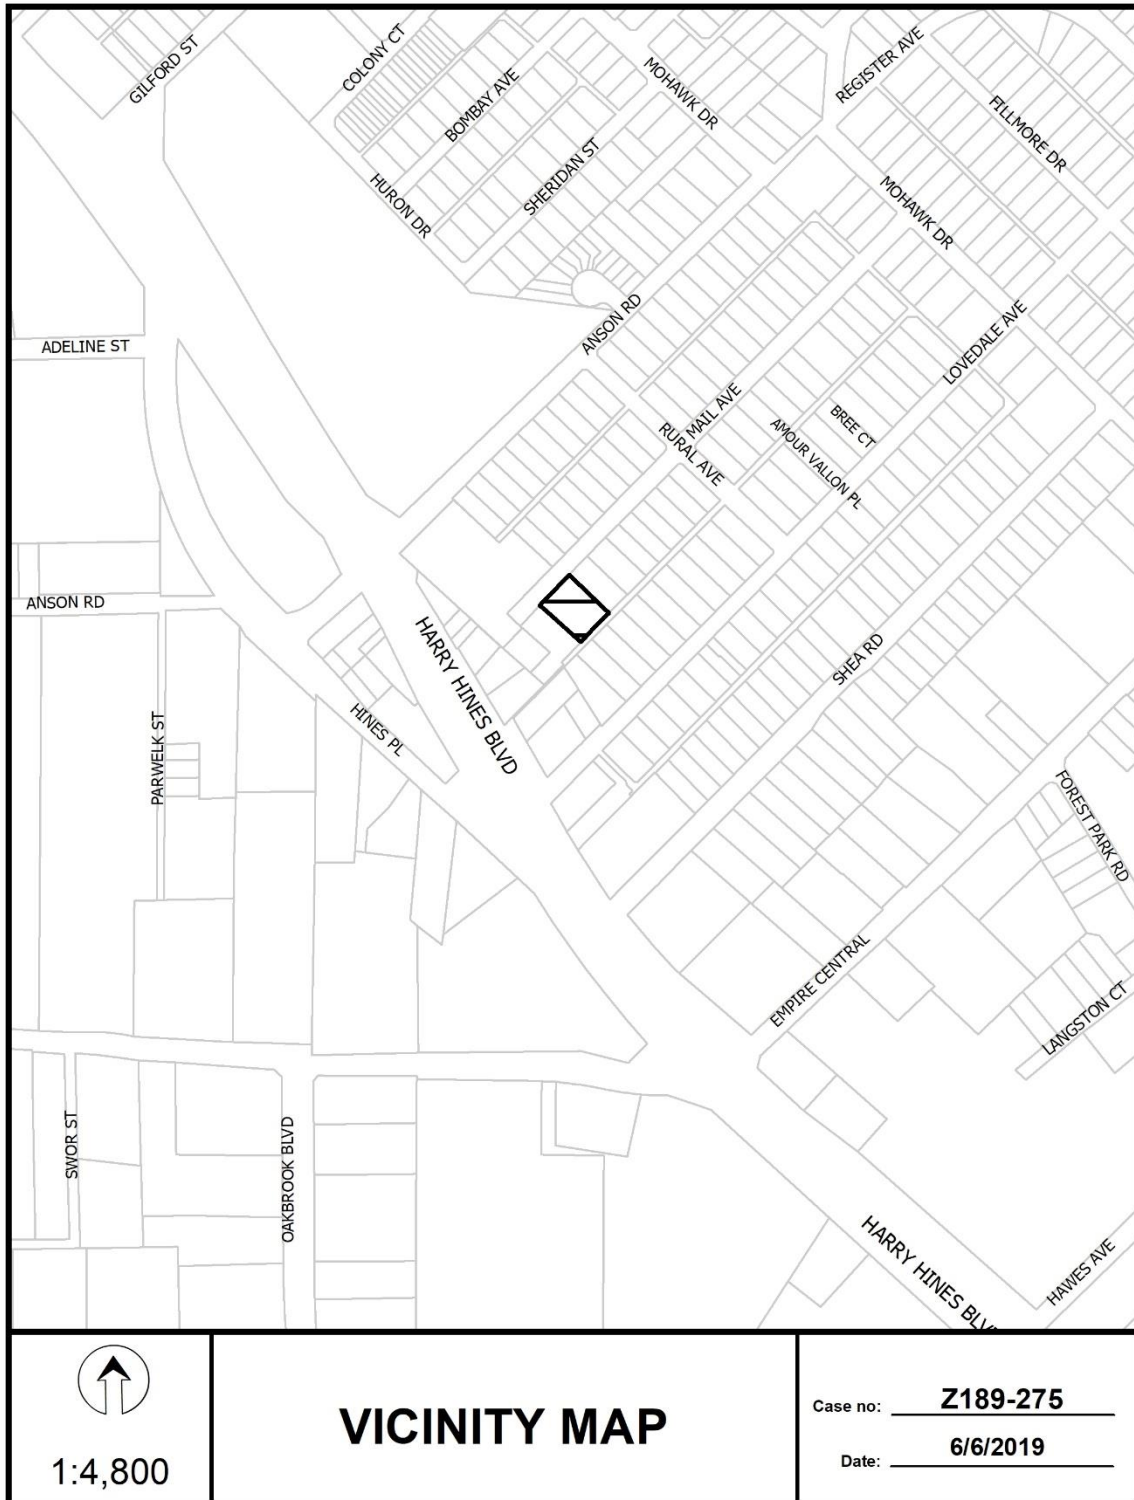 GILFORD ST
COLONY CT
BOMBAY AVE
MOHAWK DR
REGISTER AVE
FILLMORE DR
SHERIDAN ST
HURON DR
MOHAWK DR
ANSON RD
LOVEDALE AVE
ADELINE ST
MAIL AVE
BREE CT
RURAL AVE
AMOUR VALLON PL
ANSON RD
HARRY HINES BLVD
SHEA RD
HINES PL
PARWELK ST
FOREST PARK RD
EMPIRE CENTRAL
LANGSTON CT
SWOR ST
OAKBROOK BLVD
HARRY HINES BLV
HAWES AVE
1:4,800
VICINITY MAP
Case no: Z189-275
Date: 6/6/2019